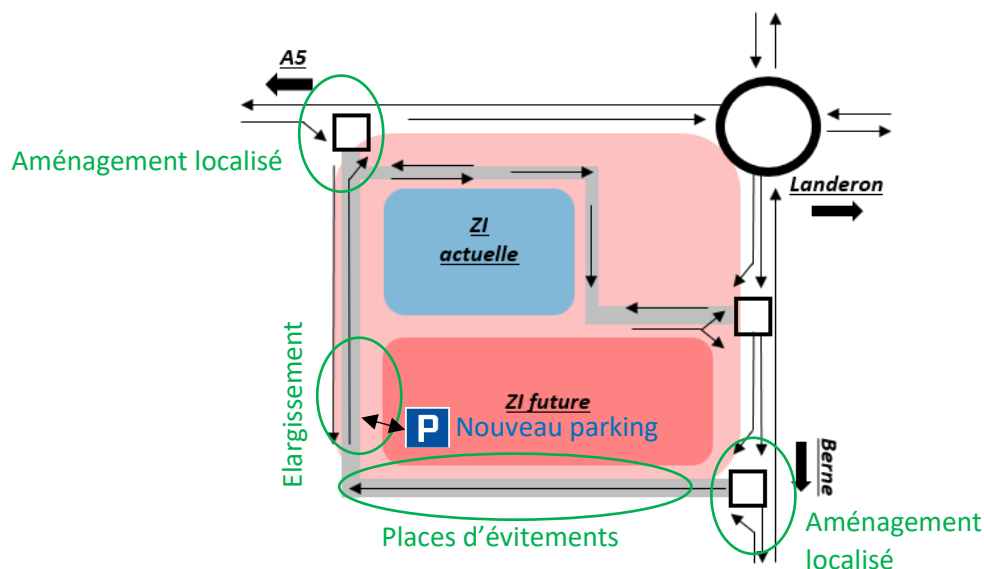 A5
Aménagement localisé
Landeron
ZI
actuelle
Elargissement
ZI future
P Nouveau parking
Berne
Places d'évitements
Aménagement
localisé